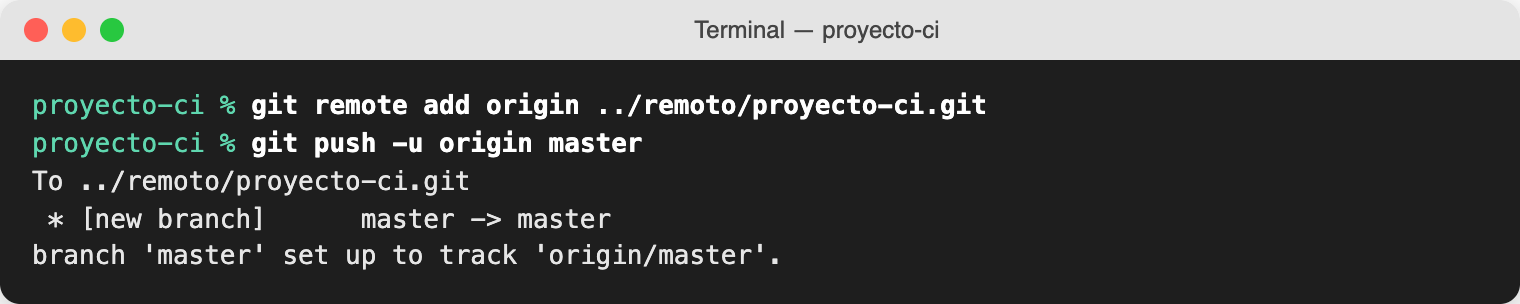 Terminal — proyecto-ci
proyecto-ci % git remote add origin ../remoto/proyecto-ci.git
proyecto-ci % git push -u origin master
To ../remoto/proyecto-ci.git
 * [new branch]      master -> master
branch 'master' set up to track 'origin/master'.